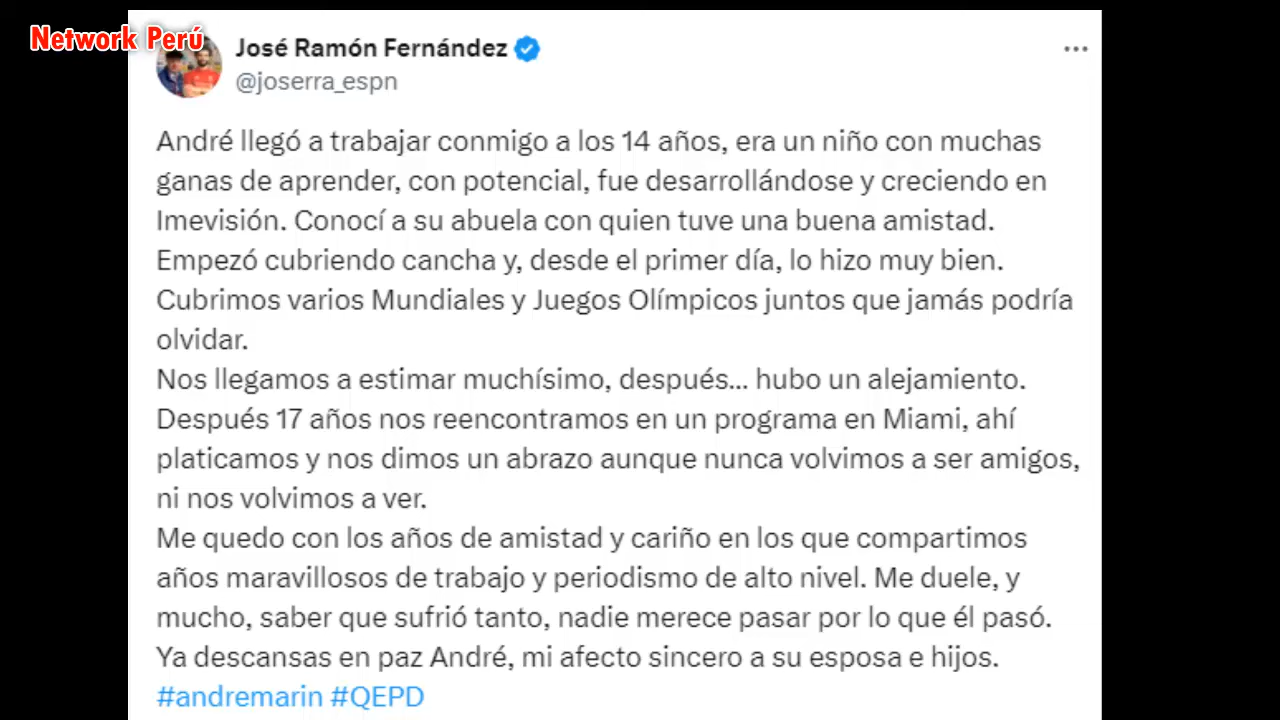 Network Perú
José Ramón Fernández
@joserra_espn
André llegó a trabajar conmigo a los 14 años, era un niño con muchas
ganas de aprender, con potencial, fue desarrollándose y creciendo en
Imevisión. Conocí a su abuela con quien tuve una buena amistad.
Empezó cubriendo cancha y, desde el primer día, lo hizo muy bien.
Cubrimos varios Mundiales y Juegos Olímpicos juntos que jamás podría
olvidar.
Nos llegamos a estimar muchísimo, después... hubo un alejamiento.
Después 17 años nos reencontramos en un programa en Miami, ahí
platicamos y nos dimos un abrazo aunque nunca volvimos a ser amigos,
ni nos volvimos a ver.
Me quedo con los años de amistad y cariño en los que compartimos
años maravillosos de trabajo y periodismo de alto nivel. Me duele, y
mucho, saber que sufrió tanto, nadie merece pasar por lo que él pasó.
Ya descansas en paz André, mi afecto sincero a su esposa e hijos.
#andremarin #QEPD